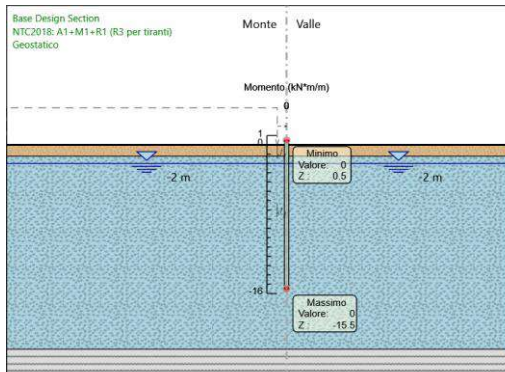 Base Design Section
NTC2018: A1+M1+R1 (R3 per tiranti)
Geostatico
Monte
Valle
Momento (kN*m/m)
0
1
0
Minimo
Valore: 0
Z : 0.5
-2 m
-2 m
-16
Massimo
Valore: 0
Z : -15.5